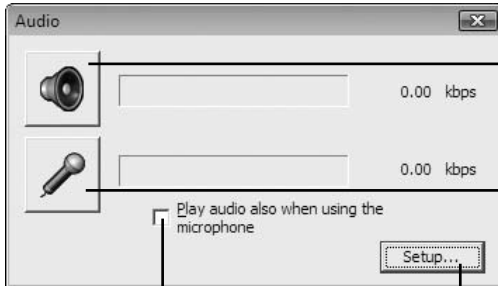 Audio
0.00 kbps
0.00 kbps
Play audio also when using the
microphone
Setup...